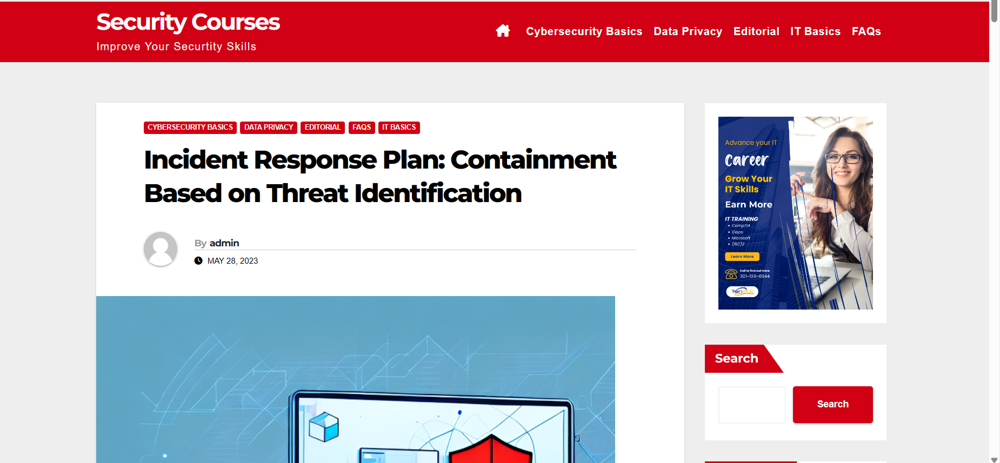 Security Courses
Improve Your Securtity Skills
Cybersecurity Basics Data Privacy Editorial IT Basics FAQs
CYBERSECURITY BASICS DATA PRIVACY EDITORIAL FAQS IT BASICS
Incident Response Plan: Containment
Based on Threat Identification
By admin
MAY 28, 2023
Advance your IT
Career
Grow Your
IT Skills
Earn More
IT TRAINING
• CompTIA
• Cisco
• Microsoft
• (ISC)2
Learn More
Call to find out more
301-618-0944
TrainACE
Search
Search